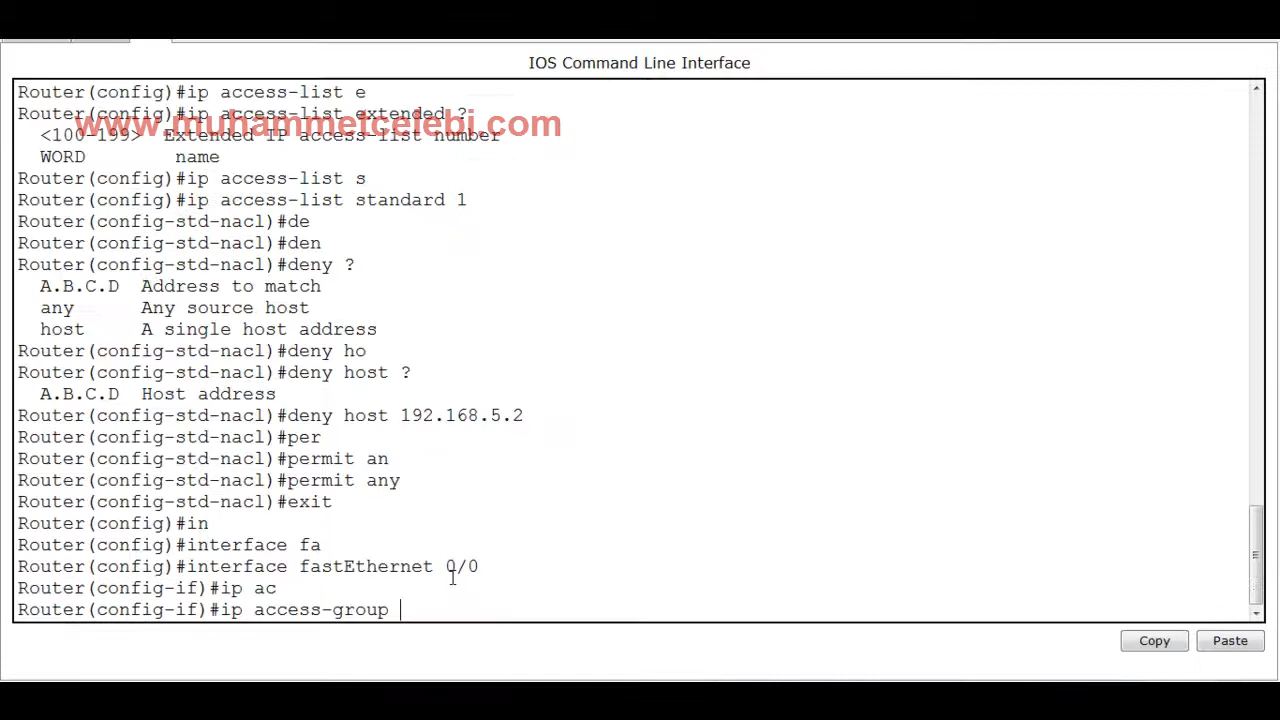 IOS Command Line Interface
Router(config)#ip access-list e
Router(config)#ip access-list extended ?
www.muhammetcelebi.com
<100-199> Extended IP access-list number
WORD name
Router(config)#ip access-list s
Router(config)#ip access-list standard 1
Router(config-std-nacl)#de
Router(config-std-nacl)#den
Router(config-std-nacl)#deny ?
A.B.C.D Address to match
any Any source host
host A single host address
Router(config-std-nacl)#deny ho
Router(config-std-nacl)#deny host ?
A.B.C.D Host address
Router(config-std-nacl)#deny host 192.168.5.2
Router(config-std-nacl)#per
Router(config-std-nacl)#permit an
Router(config-std-nacl)#permit any
Router(config-std-nacl)#exit
Router(config)#in
Router(config)#interface fa
Router(config)#interface fastEthernet 0/0
Router(config-if)#ip ac
Router(config-if)#ip access-group
Copy Paste